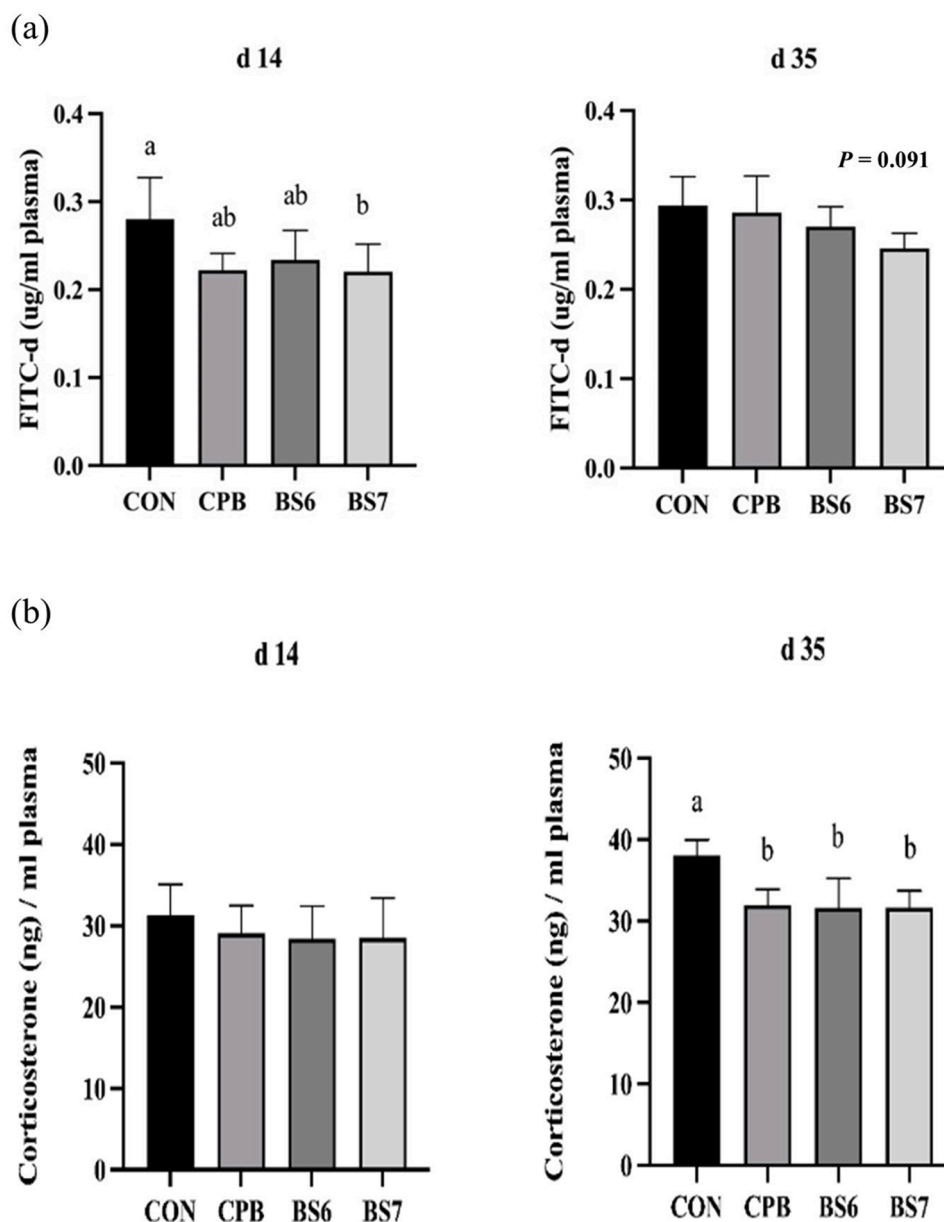 (a)
d 14
FITC-d (ug/ml plasma)
0.4
0.3
0.2
0.1
0.0
a
ab
ab
b
CON CPB BS6 BS7
d 35
FITC-d (ug/ml plasma)
0.4
0.3
0.2
0.1
0.0
P = 0.091
CON CPB BS6 BS7
(b)
d 14
Corticosterone (ng) / ml plasma
50
40
30
20
10
0
CON CPB BS6 BS7
d 35
Corticosterone (ng) / ml plasma
50
40
30
20
10
0
a
b
b
b
CON CPB BS6 BS7